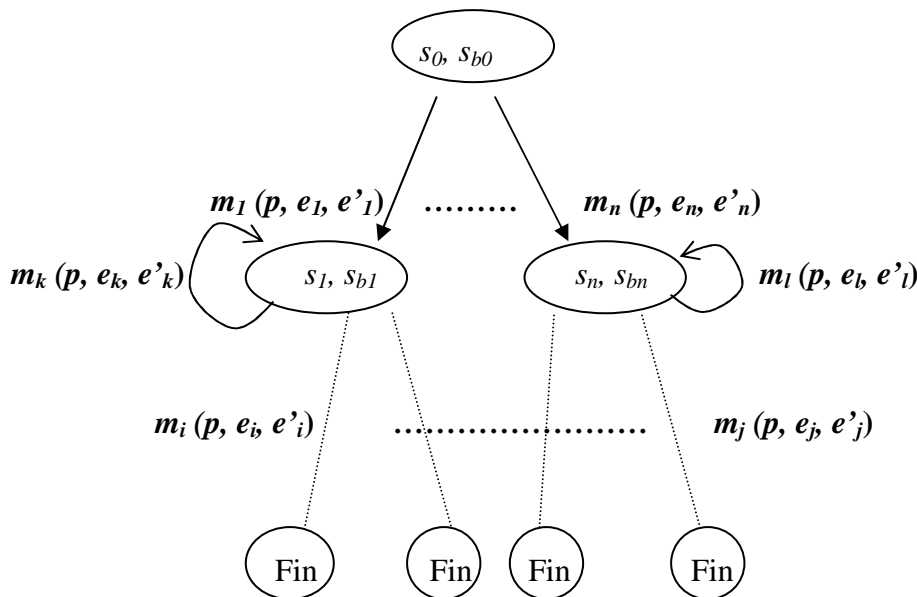 s0, sb0
m1 (p, e1, e'1) ......... mn (p, en, e'n)
mk (p, ek, e'k) s1, sb1 sn, sbn ml (p, el, e'l)
mi (p, ei, e'i) ........................ mj (p, ej, e'j)
Fin Fin Fin Fin